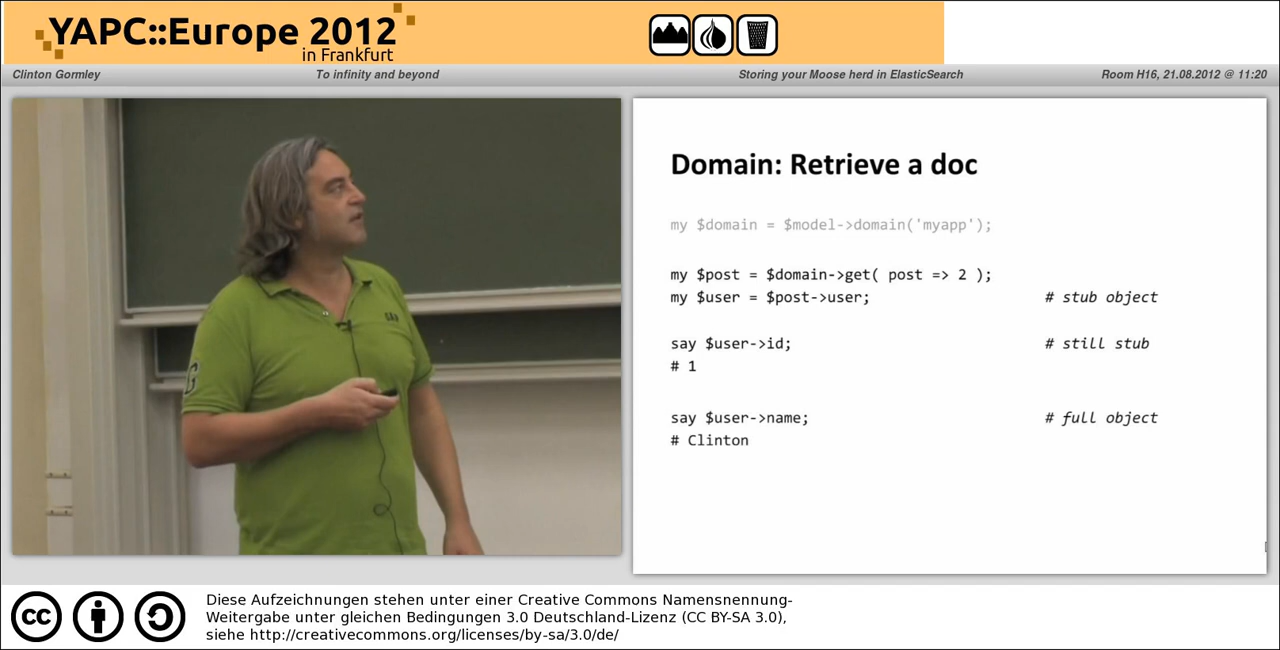 YAPC::Europe 2012
in Frankfurt
Clinton Gormley To infinity and beyond Storing your Moose herd in ElasticSearch Room H16, 21.08.2012 @ 11:20
Domain: Retrieve a doc
my $domain = $model->domain('myapp');
my $post = $domain->get( post => 2 );
my $user = $post->user; # stub object
say $user->id; # still stub
# 1
say $user->name; # full object
# Clinton
G
GAP
cc
Diese Aufzeichnungen stehen unter einer Creative Commons Namensnennung-
Weitergabe unter gleichen Bedingungen 3.0 Deutschland-Lizenz (CC BY-SA 3.0),
siehe http://creativecommons.org/licenses/by-sa/3.0/de/